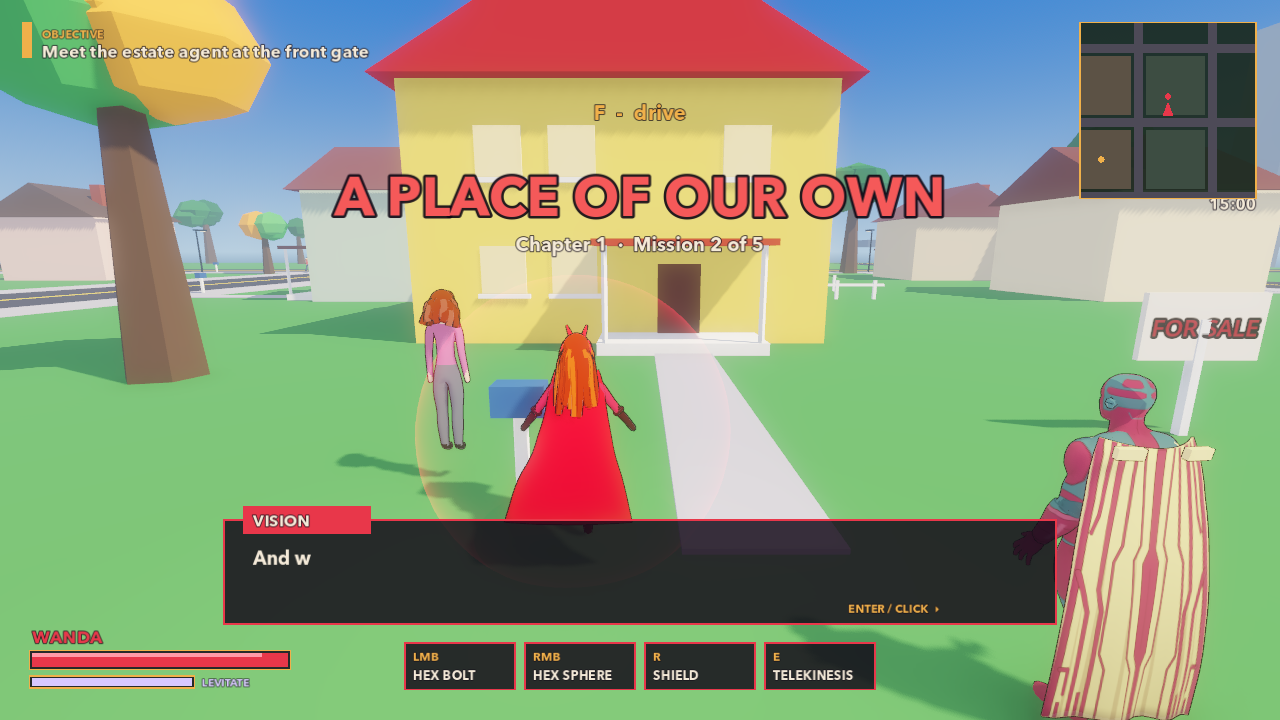 OBJECTIVE
Meet the estate agent at the front gate
F - drive
A PLACE OF OUR OWN
Chapter 1 · Mission 2 of 5
15:00
FOR SALE
VISION
And w
ENTER / CLICK
WANDA
LEVITATE
LMB
HEX BOLT
RMB
HEX SPHERE
R
SHIELD
E
TELEKINESIS